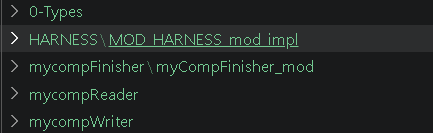 0-Types
HARNESS\MOD_HARNESS_mod_impl
mycompFinisher\myCompFinisher_mod
mycompReader
mycompWriter